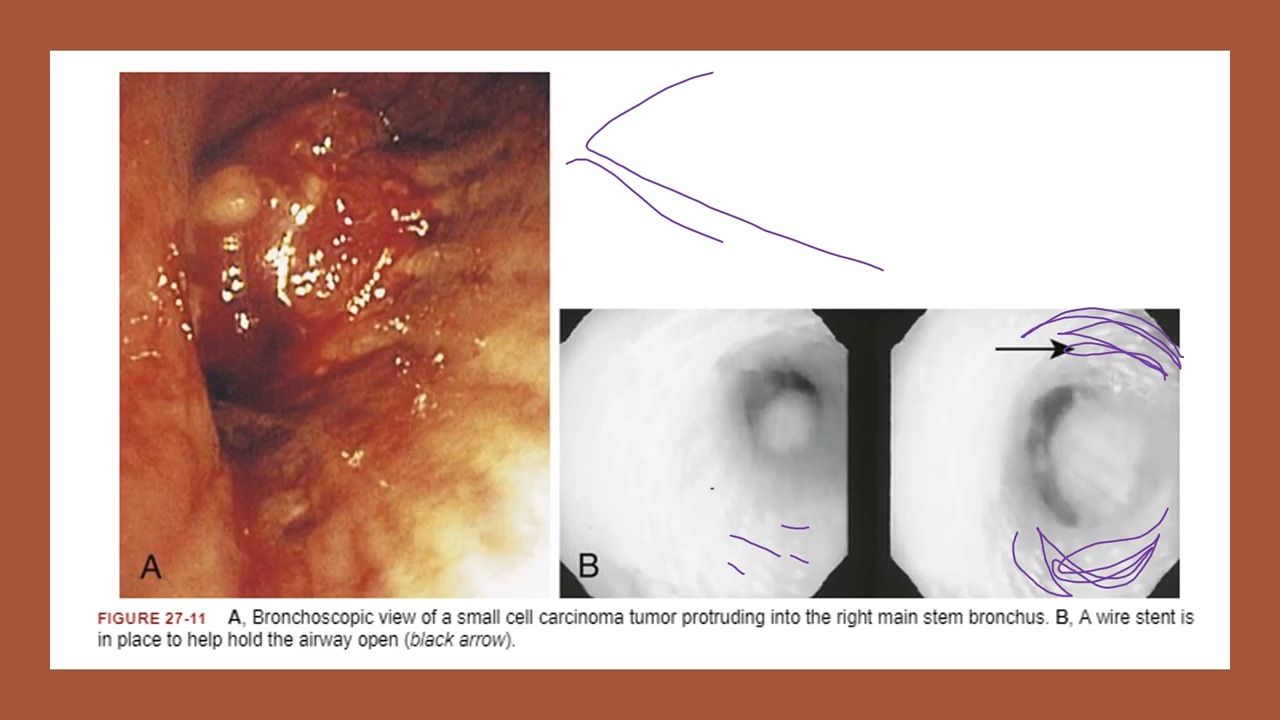 A
B
FIGURE 27-11 A, Bronchoscopic view of a small cell carcinoma tumor protruding into the right main stem bronchus. B, A wire stent is
in place to help hold the airway open (black arrow).